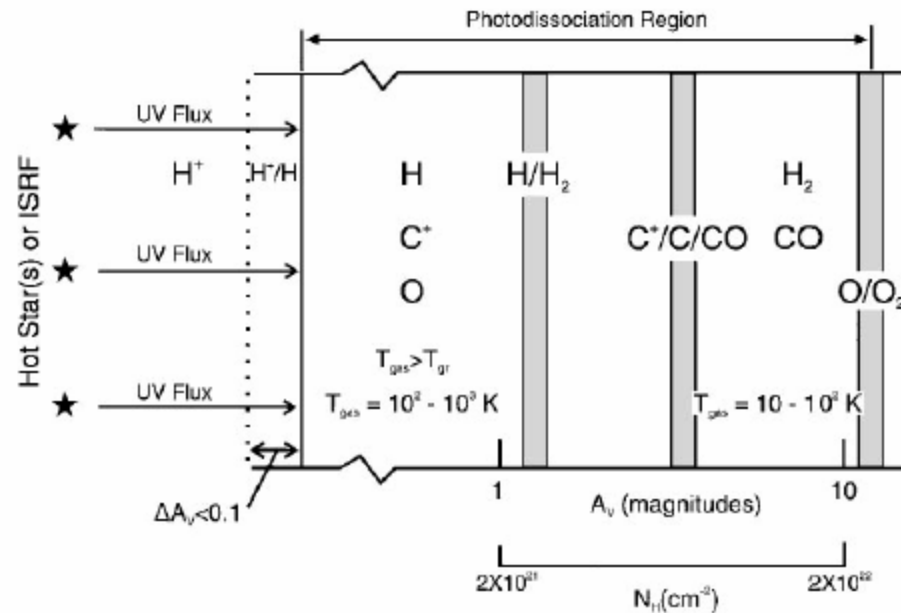 Photodissociation Region
Hot Star(s) or ISRF
UV Flux
H⁺
H⁺/H
H
H/H₂
H₂
UV Flux
C⁺
C⁺/C/CO
CO
O
O/O₂
T_gas>T_gr
UV Flux
T_gas = 10² - 10³ K
T_gas = 10 - 10² K
ΔA_v<0.1
1
A_v (magnitudes)
10
2X10²¹
N_H(cm⁻²)
2X10²²